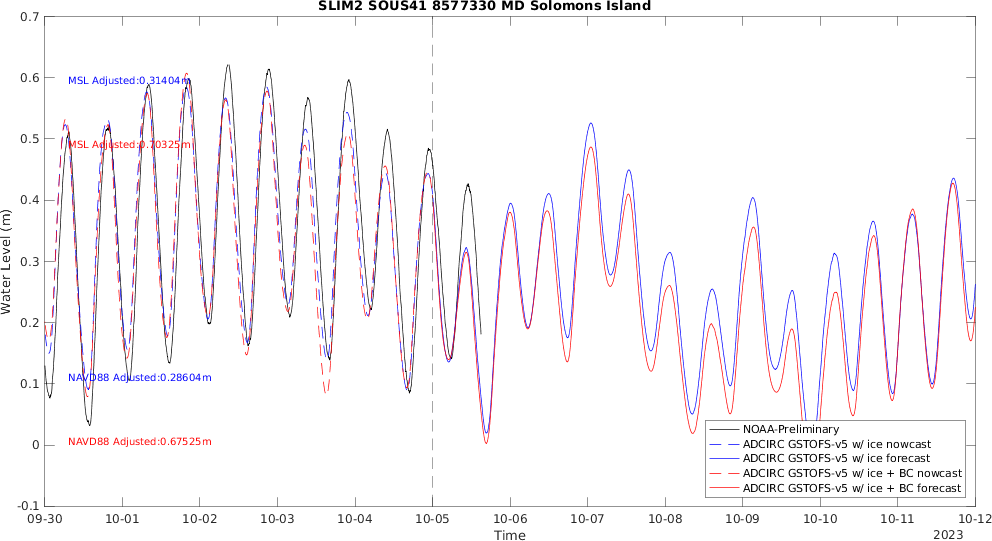 SLIM2 SOUS41 8577330 MD Solomons Island
0.7
0.6
0.5
0.4
0.3
0.2
0.1
0
-0.1
Water Level (m)
MSL Adjusted:0.31404m
MSL Adjusted:0.70325m
NAVD88 Adjusted:0.28604m
NAVD88 Adjusted:0.67525m
NOAA-Preliminary
ADCIRC GSTOFS-v5 w/ ice nowcast
ADCIRC GSTOFS-v5 w/ ice forecast
ADCIRC GSTOFS-v5 w/ ice + BC nowcast
ADCIRC GSTOFS-v5 w/ ice + BC forecast
09-30 10-01 10-02 10-03 10-04 10-05 10-06 10-07 10-08 10-09 10-10 10-11 10-12
Time
2023